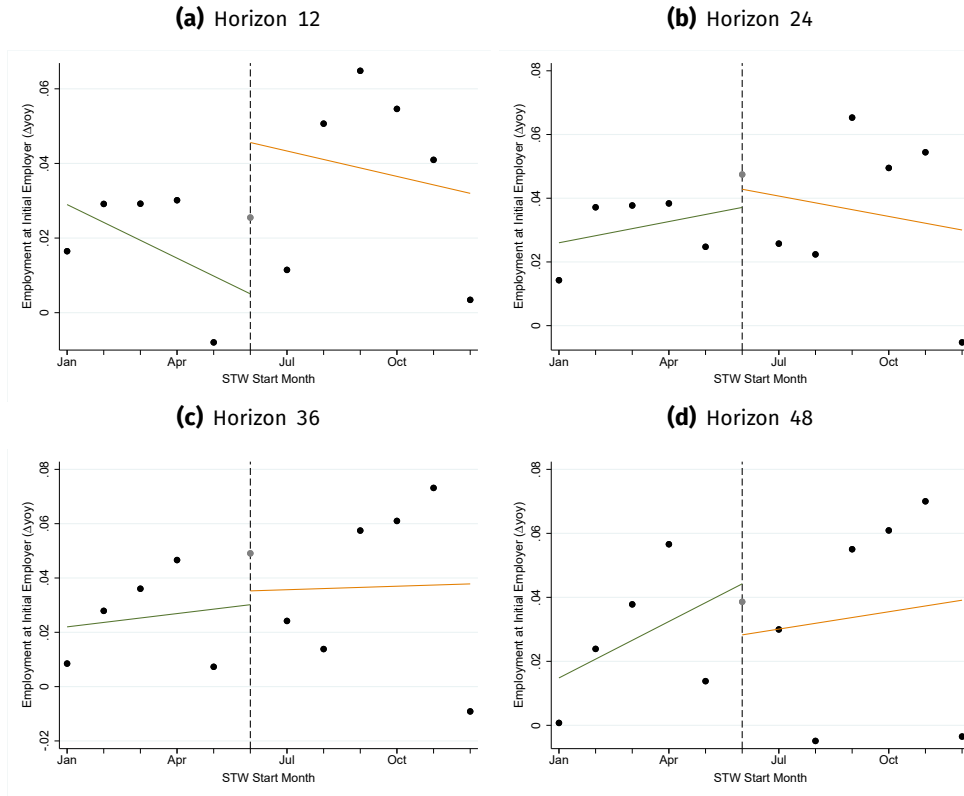 (a) Horizon 12
(b) Horizon 24
Employment at Initial Employer (Δyoy)
.06
.04
.02
0
Jan
Apr
Jul
Oct
STW Start Month
Employment at Initial Employer (Δyoy)
.08
.06
.04
.02
0
Jan
Apr
Jul
Oct
STW Start Month
(c) Horizon 36
(d) Horizon 48
Employment at Initial Employer (Δyoy)
.08
.06
.04
.02
0
-.02
Jan
Apr
Jul
Oct
STW Start Month
Employment at Initial Employer (Δyoy)
.08
.06
.04
.02
0
Jan
Apr
Jul
Oct
STW Start Month